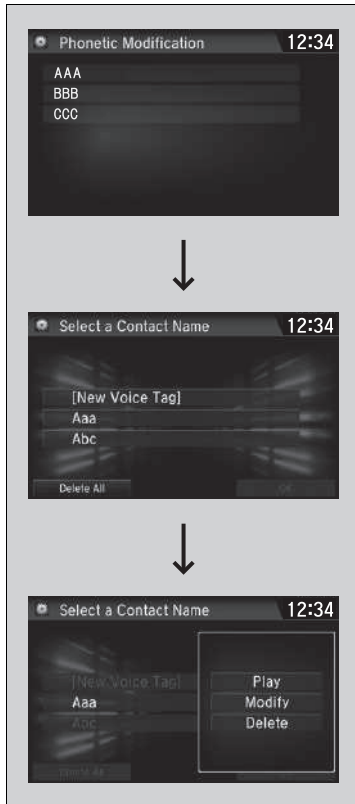 Phonetic Modification 12:34
AAA
BBB
CCC
Select a Contact Name 12:34
[New Voice Tag]
Aaa
Abc
Delete All OK
Select a Contact Name 12:34
[New Voice Tag]
Play
Aaa
Modify
Abc
Delete
Delete All